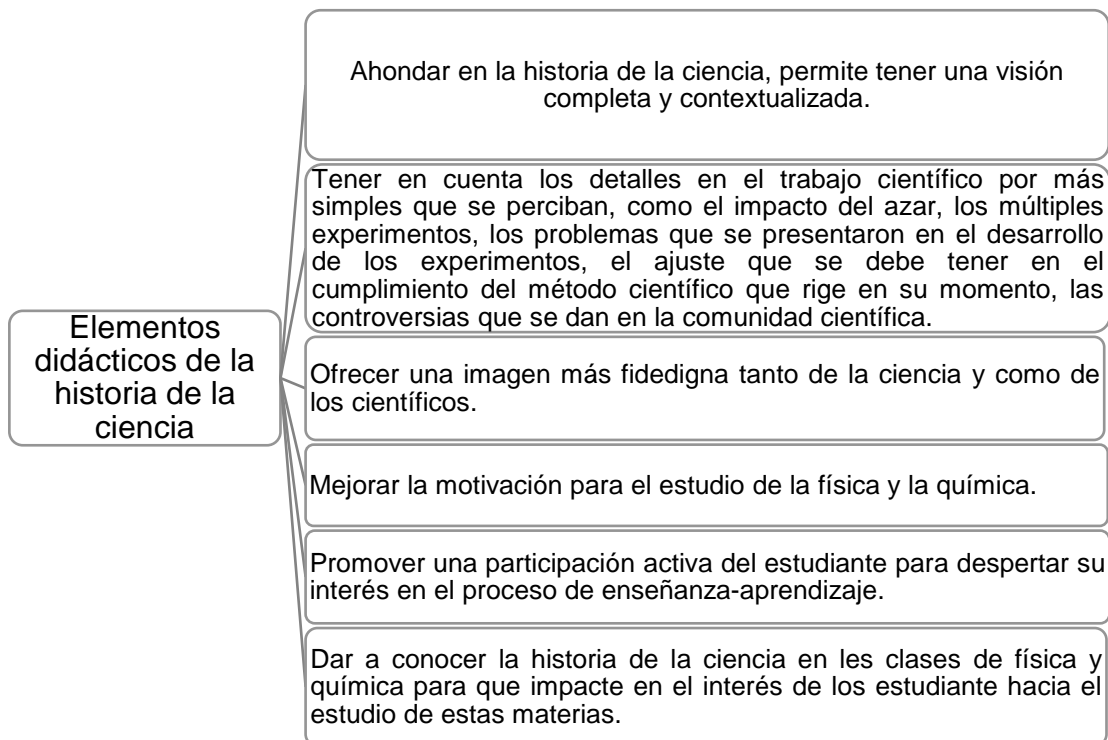 Elementos
didácticos de la
historia de la
ciencia
Ahondar en la historia de la ciencia, permite tener una visión
completa y contextualizada.
Tener en cuenta los detalles en el trabajo científico por más
simples que se perciban, como el impacto del azar, los múltiples
experimentos, los problemas que se presentaron en el desarrollo
de los experimentos, el ajuste que se debe tener en el
cumplimiento del método científico que rige en su momento, las
controversias que se dan en la comunidad científica.
Ofrecer una imagen más fidedigna tanto de la ciencia y como de
los científicos.
Mejorar la motivación para el estudio de la física y la química.
Promover una participación activa del estudiante para despertar su
interés en el proceso de enseñanza-aprendizaje.
Dar a conocer la historia de la ciencia en les clases de física y
química para que impacte en el interés de los estudiante hacia el
estudio de estas materias.